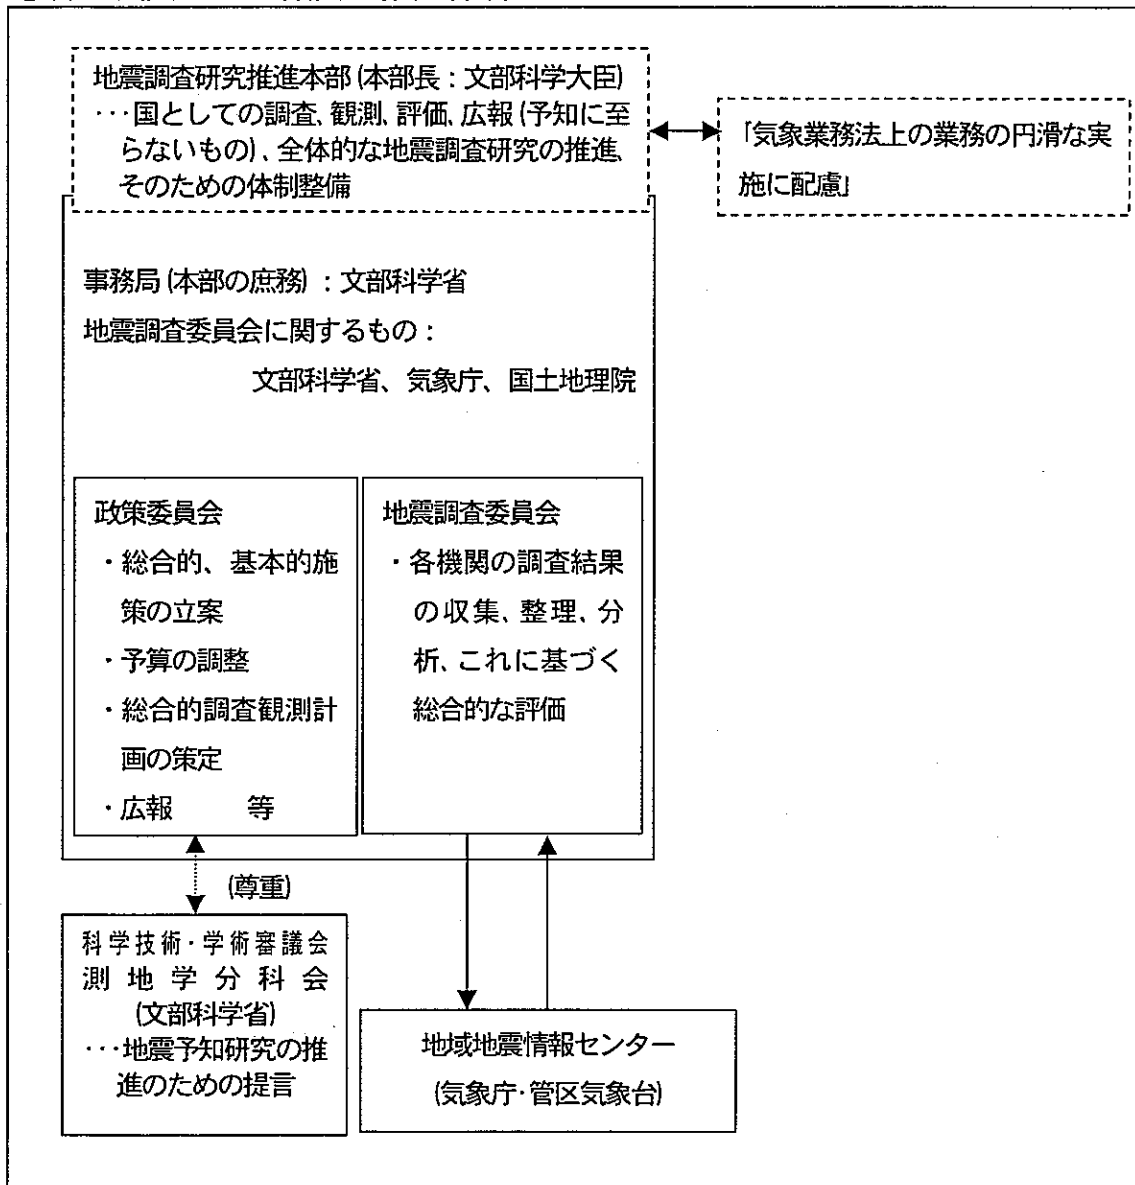 地震調査研究推進本部(本部長:文部科学大臣)
・・・国としての調査、観測、評価、広報(予知に至
らないもの)、全体的な地震調査研究の推進、
そのための体制整備
「気象業務法上の業務の円滑な実
施に配慮」
事務局(本部の庶務):文部科学省
地震調査委員会に関するもの:
文部科学省、気象庁、国土地理院
政策委員会
・総合的、基本的施
策の立案
・予算の調整
・総合的調査観測計
画の策定
・広報 等
地震調査委員会
・各機関の調査結果
の収集、整理、分
析、これに基づく
総合的な評価
(尊重)
科学技術・学術審議会
測地学分科会
(文部科学省)
・・・地震予知研究の推
進のための提言
地域地震情報センター
(気象庁・管区気象台)